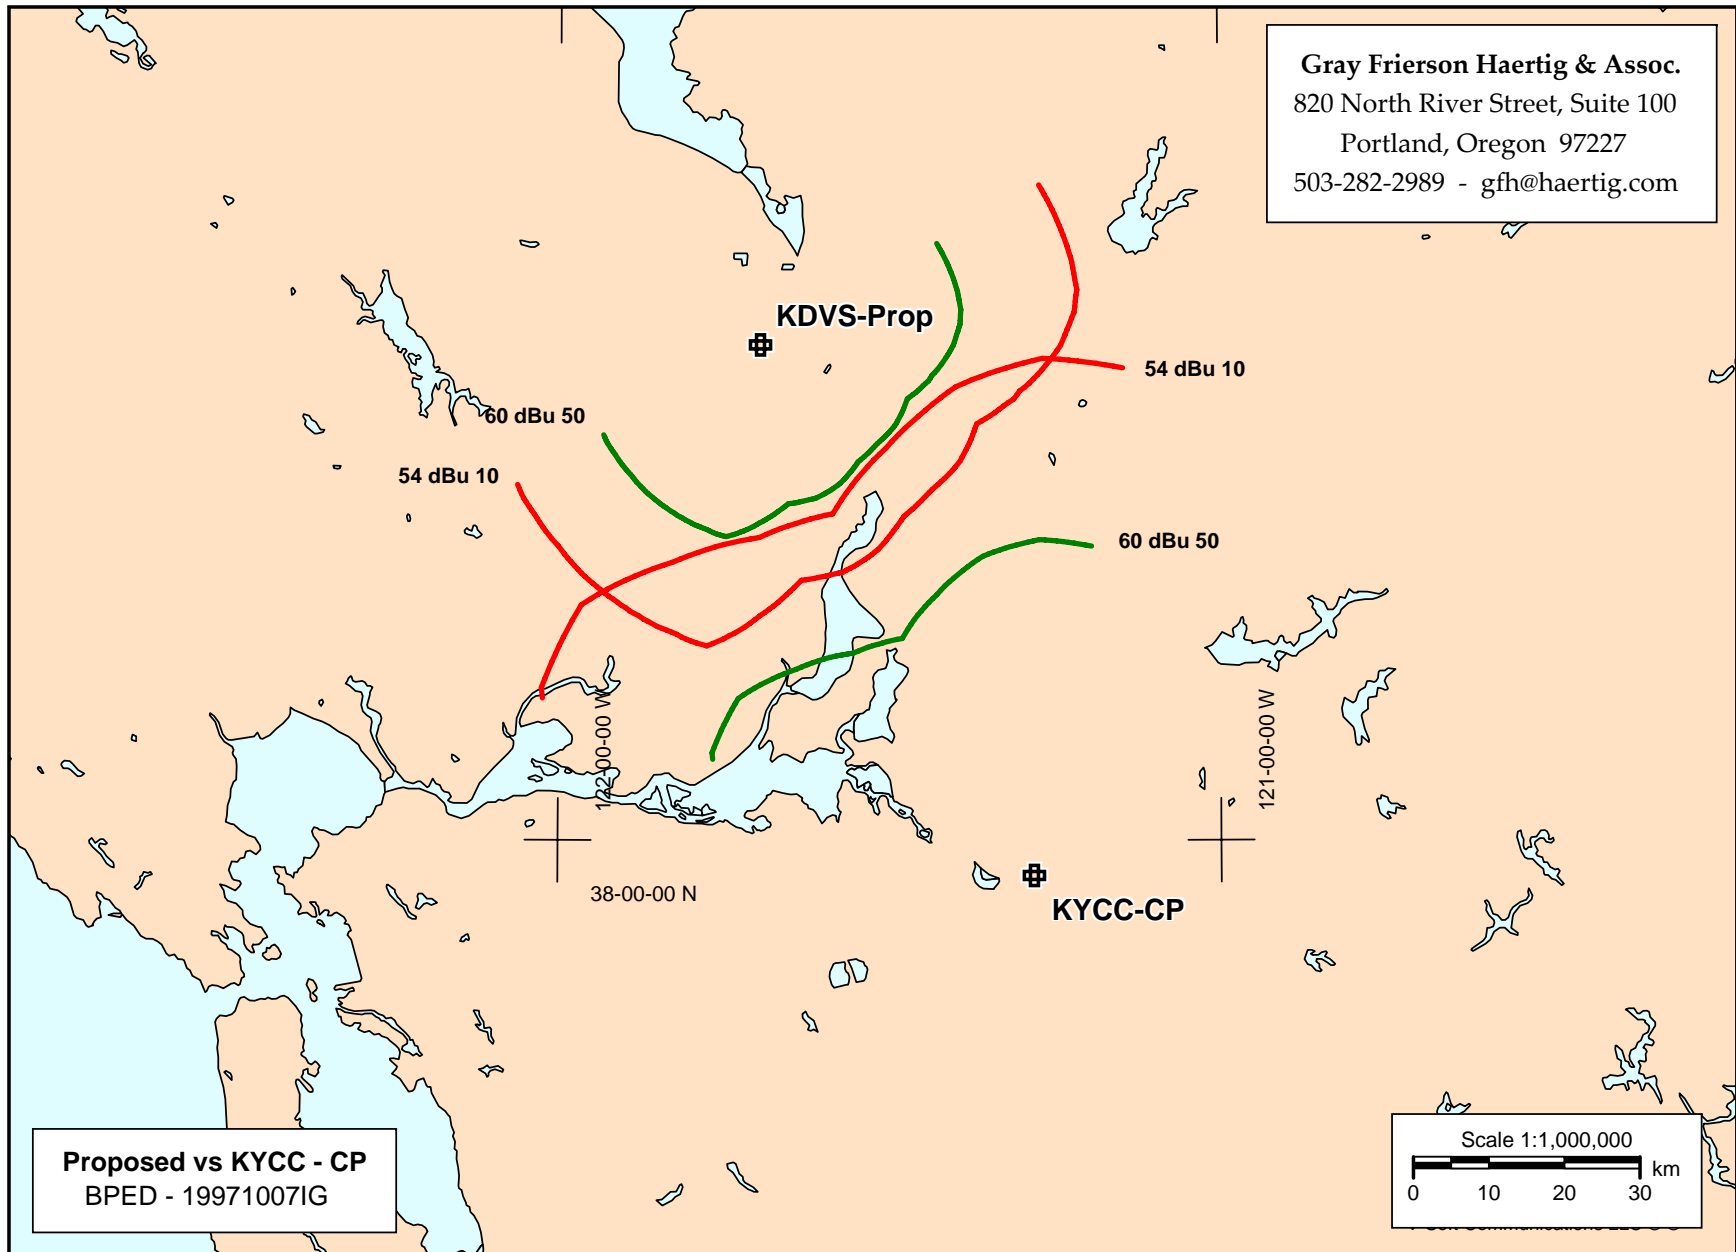 Gray Frierson Haertig & Assoc.
820 North River Street, Suite 100
Portland, Oregon 97227
503-282-2989 - gfh@haertig.com
KDVS-Prop
54 dBu 10
60 dBu 50
54 dBu 10
60 dBu 50
122-00-00 W
121-00-00 W
38-00-00 N
KYCC-CP
Proposed vs KYCC - CP
BPED - 19971007IG
Scale 1:1,000,000
km
0 10 20 30